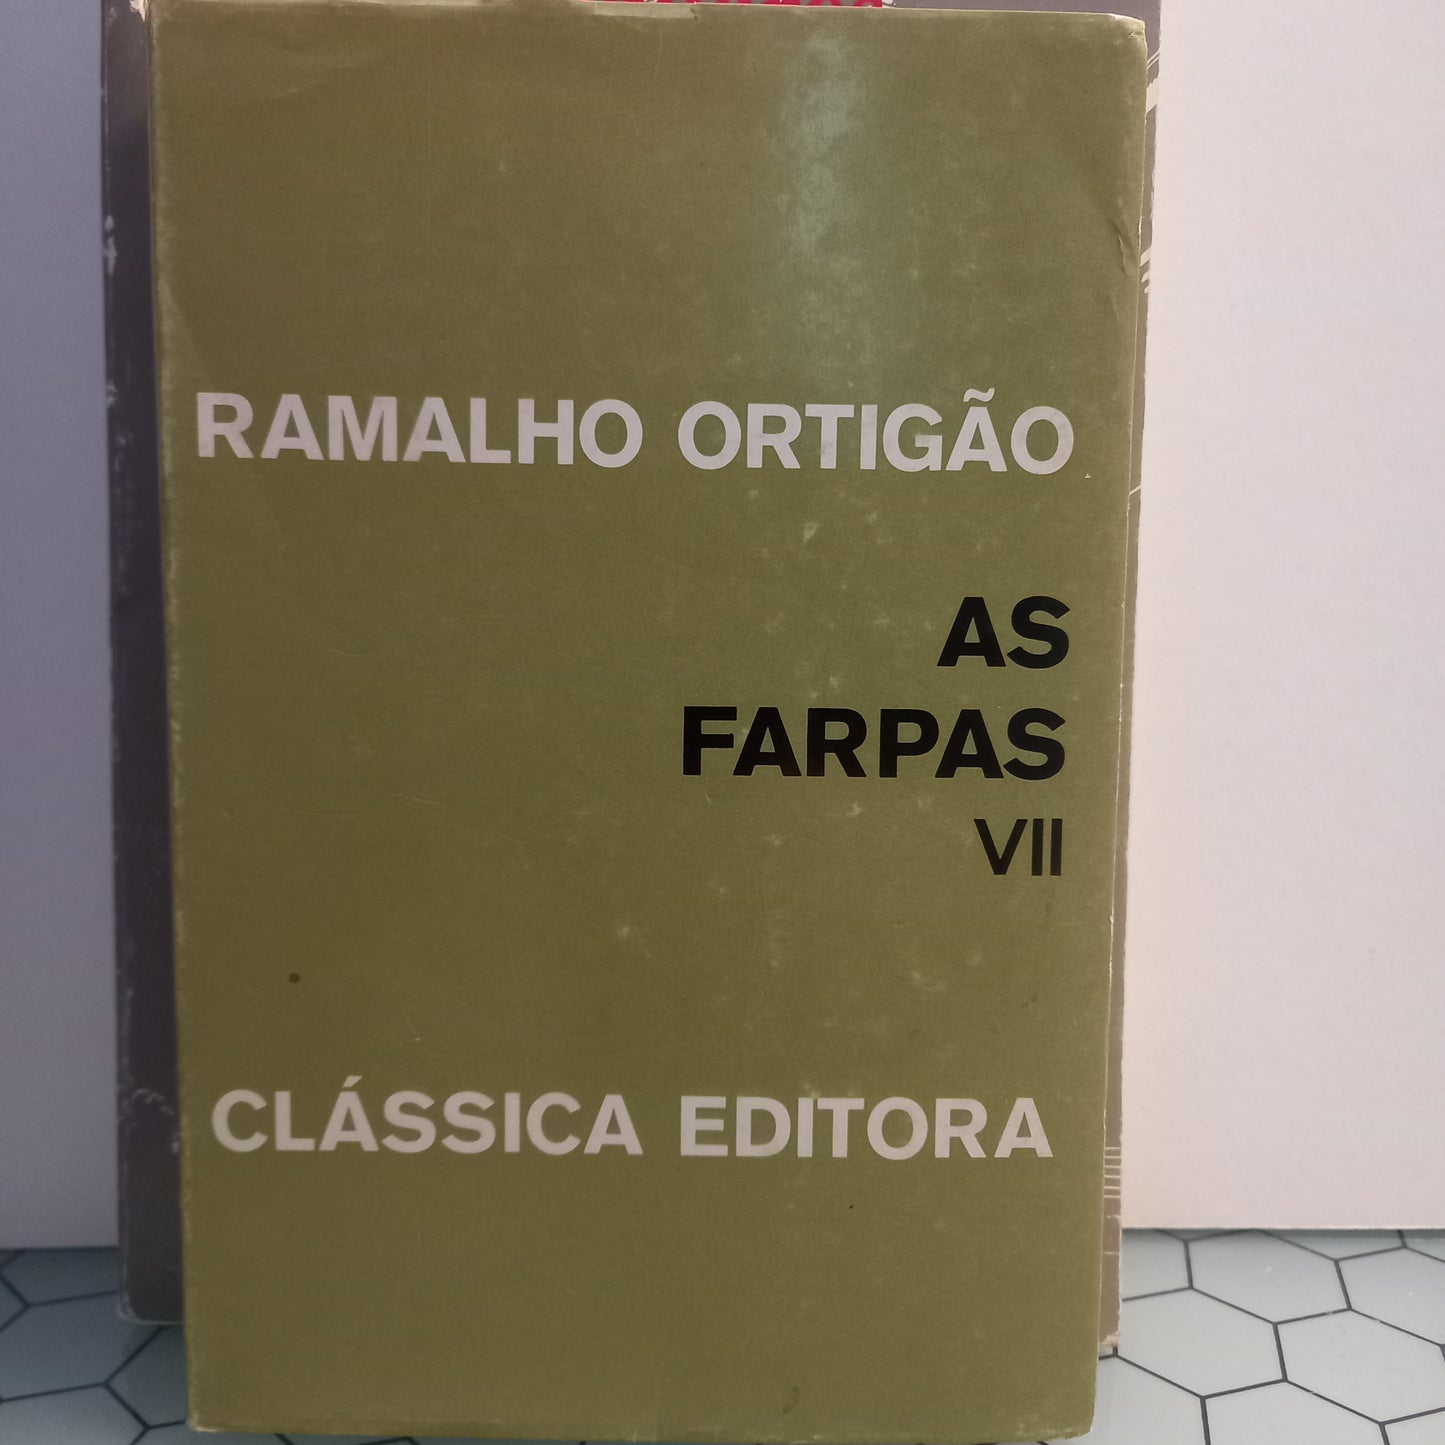 RAMALHO ORTIGÃO
AS
FARPAS
VII
CLÁSSICA EDITORA